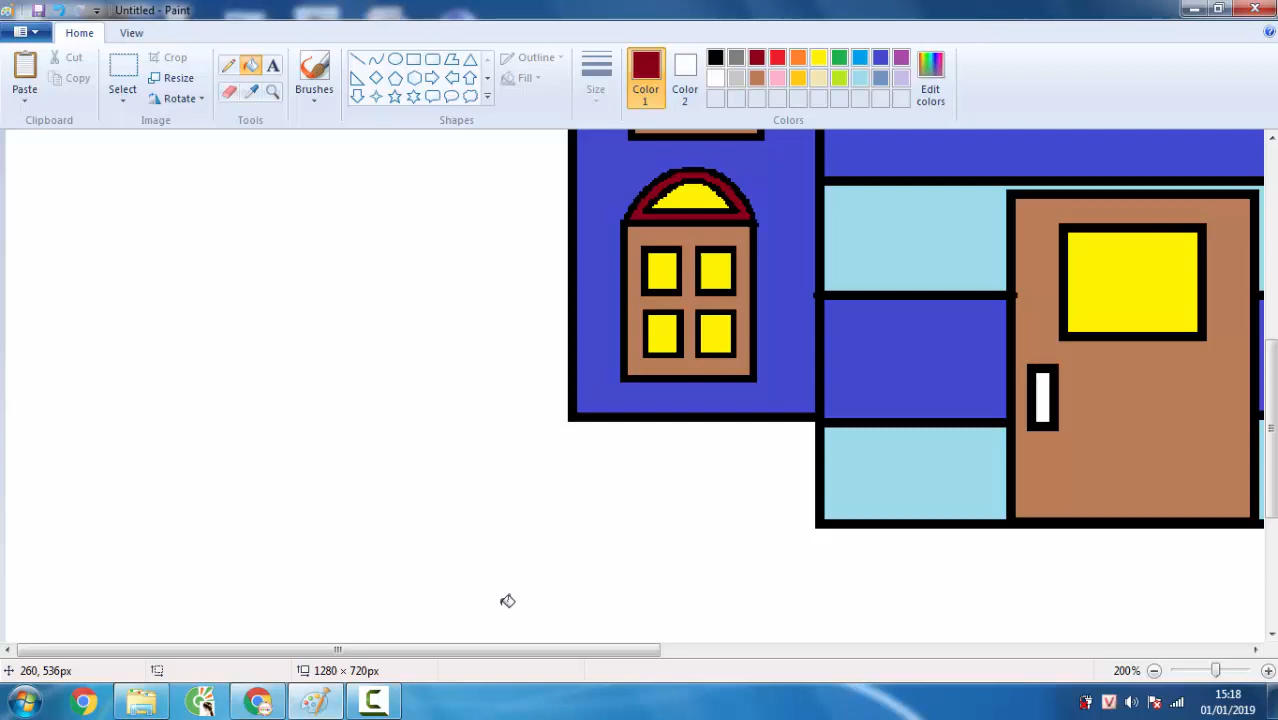 Untitled - Paint
Home View
Paste
Cut
Copy
Clipboard
Select
Crop
Resize
Rotate
Image
A
Tools
Brushes
Outline
Fill
Shapes
Size
Color 1
Color 2
Edit colors
Colors
260, 536px
1280 × 720px
200%
V
15:18
01/01/2019